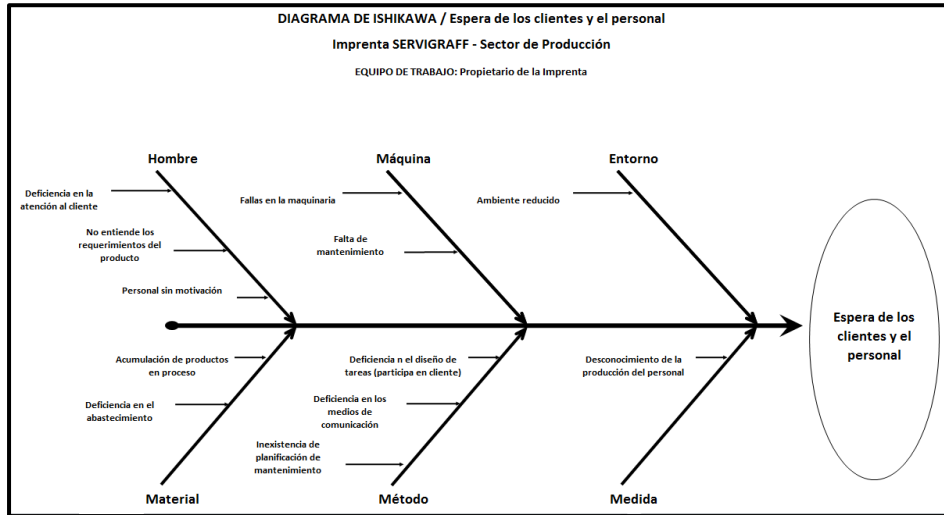 DIAGRAMA DE ISHIKAWA / Espera de los clientes y el personal
Imprenta SERVIGRAFF - Sector de Producción
EQUIPO DE TRABAJO: Propietario de la Imprenta
Hombre
Máquina
Entorno
Deficiencia en la
atención al cliente
Fallas en la maquinaria
Ambiente reducido
No entiende los
requerimientos del
producto
Falta de
mantenimiento
Personal sin motivación
Espera de los
clientes y el
personal
Acumulación de productos
en proceso
Deficiencia n el diseño de
tareas (participa en cliente)
Desconocimiento de la
producción del personal
Deficiencia en el
abastecimiento
Deficiencia en los
medios de
comunicación
Inexistencia de
planificación de
mantenimiento
Material
Método
Medida